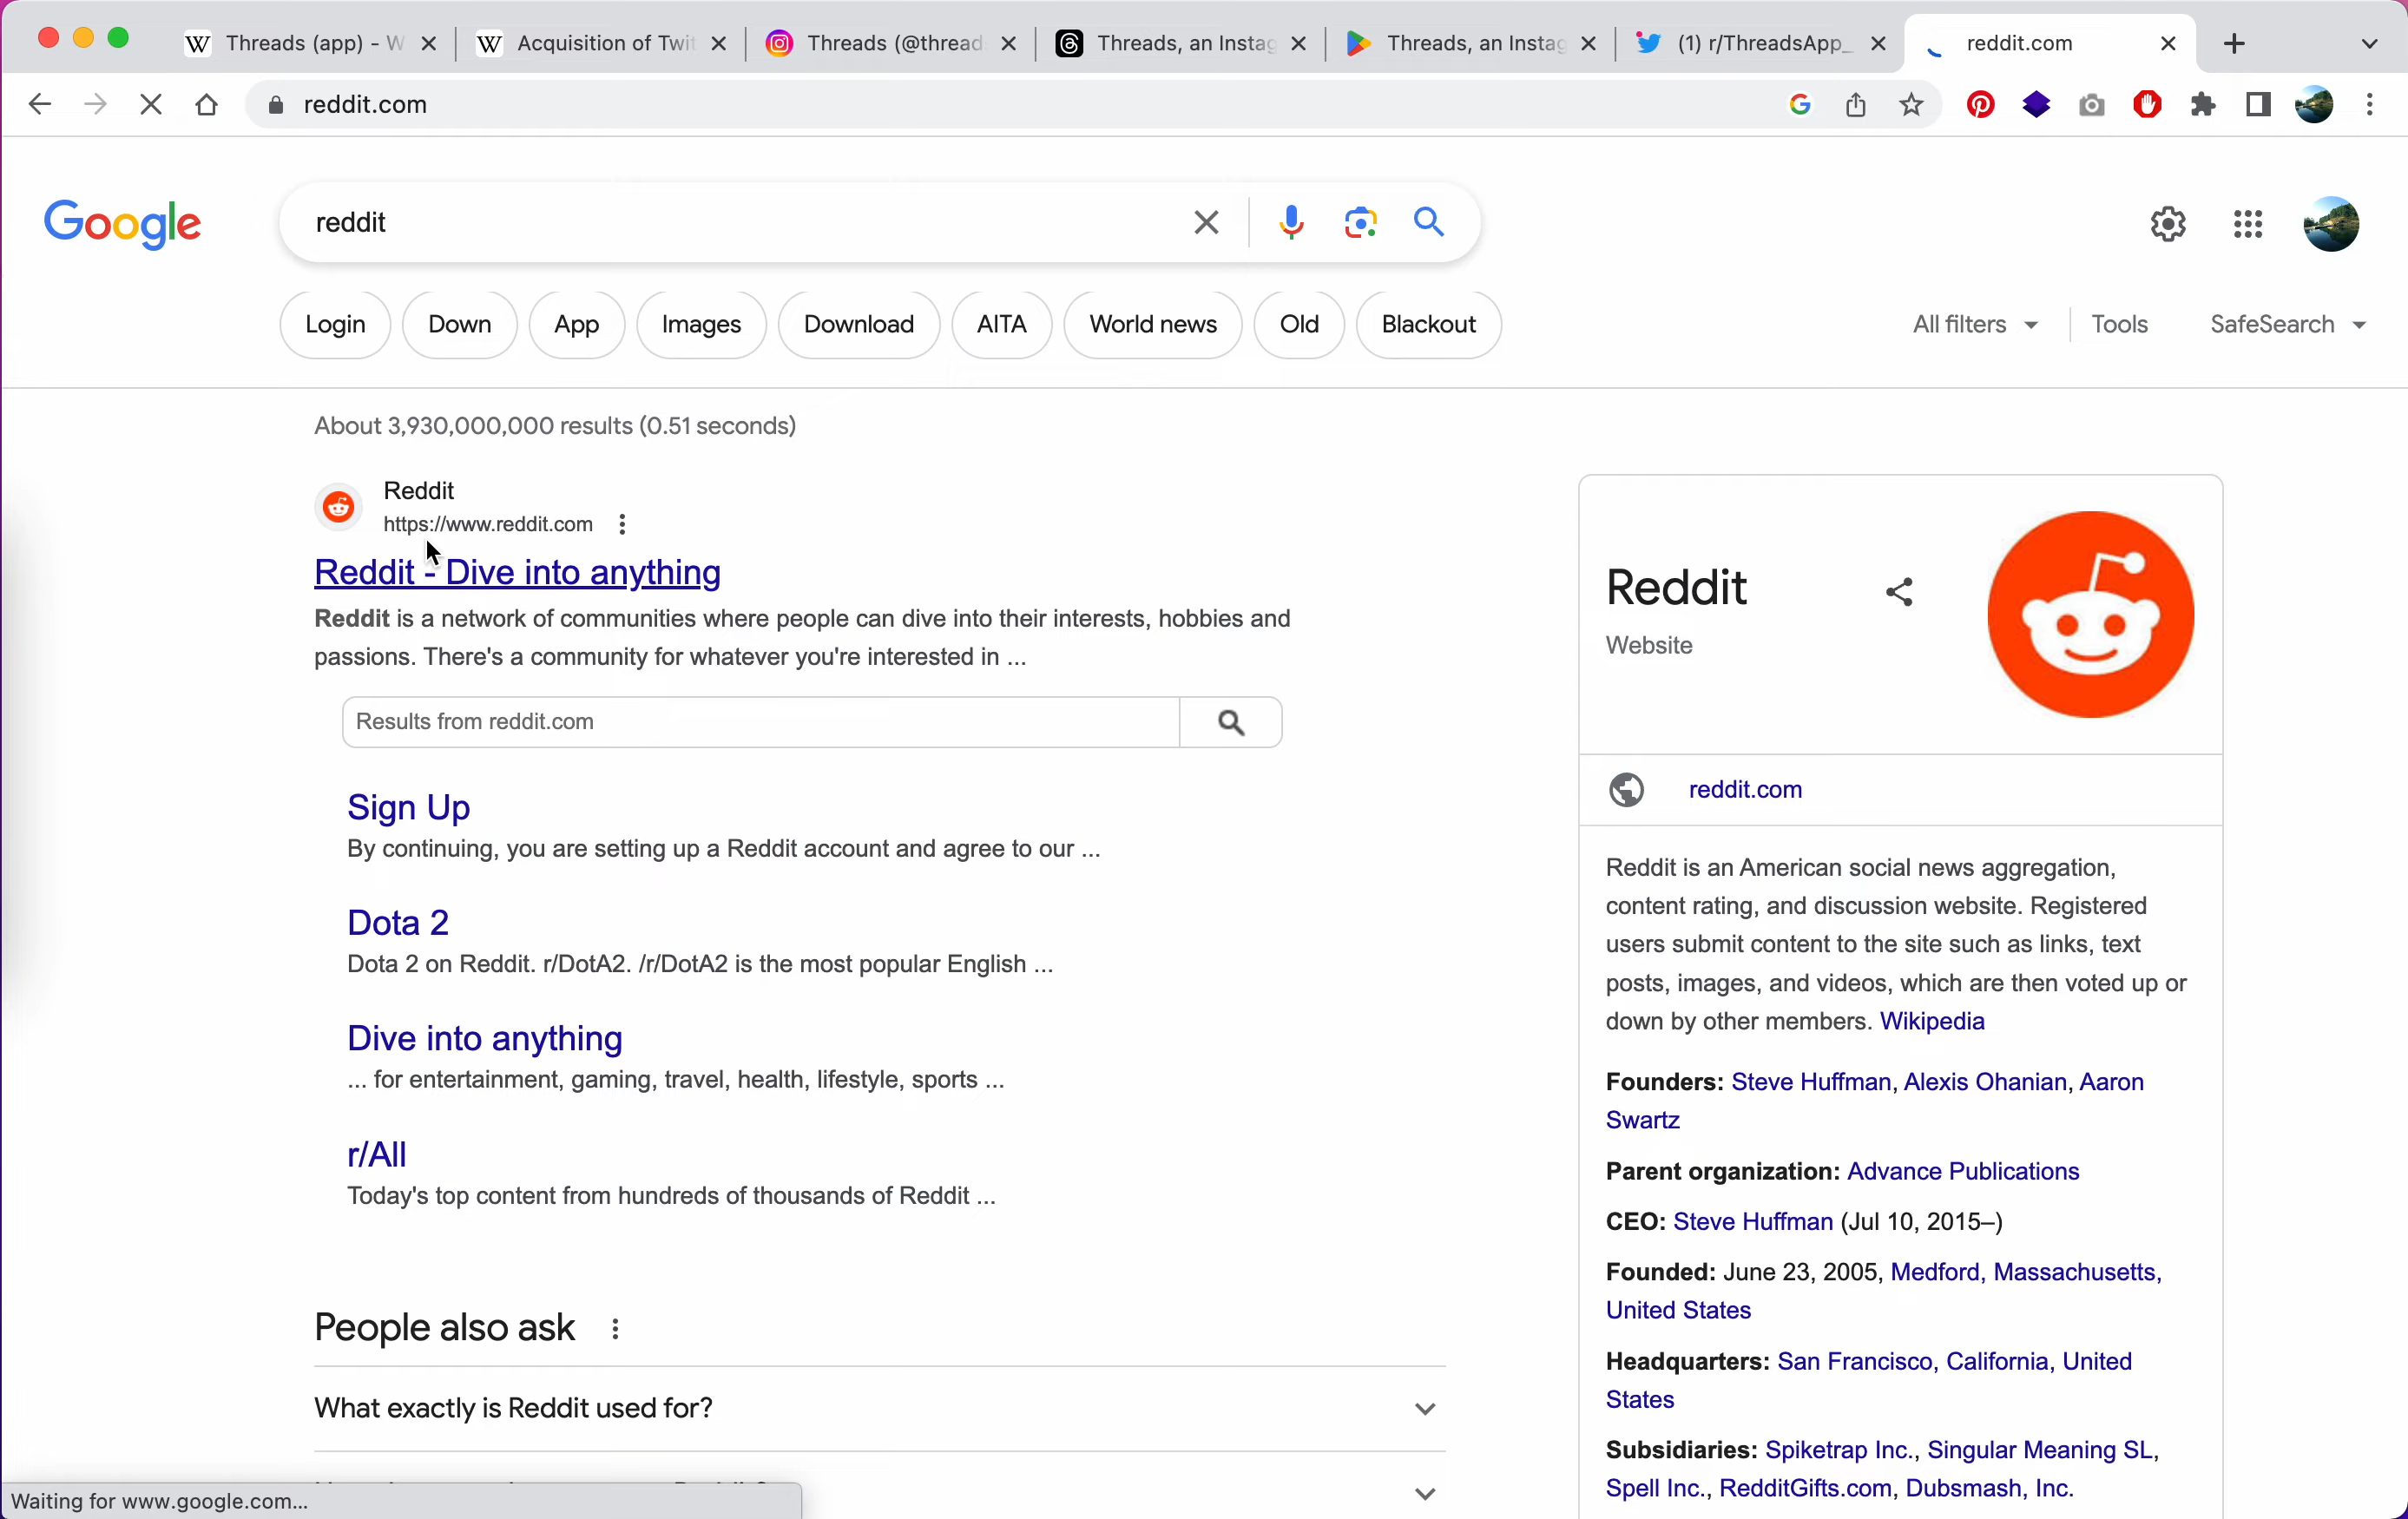 Threads (app) - W
Acquisition of Twit
Threads (@thread
Threads, an Instag
Threads, an Instag
(1) r/ThreadsApp_
reddit.com
reddit.com
Google
reddit
Login
Down
App
Images
Download
AITA
World news
Old
Blackout
All filters
Tools
SafeSearch
About 3,930,000,000 results (0.51 seconds)
Reddit
https://www.reddit.com
Reddit - Dive into anything
Reddit is a network of communities where people can dive into their interests, hobbies and
passions. There's a community for whatever you're interested in ...
Results from reddit.com
Sign Up
By continuing, you are setting up a Reddit account and agree to our ...
Dota 2
Dota 2 on Reddit. r/DotA2. /r/DotA2 is the most popular English ...
Dive into anything
... for entertainment, gaming, travel, health, lifestyle, sports ...
r/All
Today's top content from hundreds of thousands of Reddit ...
People also ask
What exactly is Reddit used for?
Waiting for www.google.com...
Reddit
Website
reddit.com
Reddit is an American social news aggregation,
content rating, and discussion website. Registered
users submit content to the site such as links, text
posts, images, and videos, which are then voted up or
down by other members. Wikipedia
Founders: Steve Huffman, Alexis Ohanian, Aaron
Swartz
Parent organization: Advance Publications
CEO: Steve Huffman (Jul 10, 2015–)
Founded: June 23, 2005, Medford, Massachusetts,
United States
Headquarters: San Francisco, California, United
States
Subsidiaries: Spiketrap Inc., Singular Meaning SL,
Spell Inc., RedditGifts.com, Dubsmash, Inc.